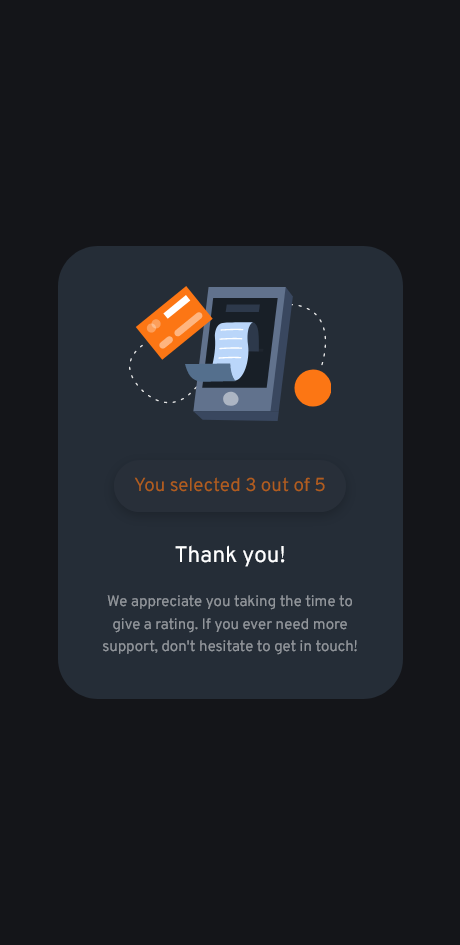 You selected 3 out of 5
Thank you!
We appreciate you taking the time to
give a rating. If you ever need more
support, don't hesitate to get in touch!